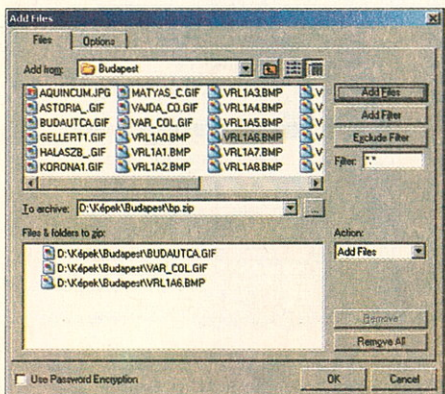 Add Files
Files Options
Add from: Budapest
AQUINCUM.JPG MATYAS_C.GIF VRL1A3.BMP V
ASTORIA_.GIF VAJDA_CO.GIF VRL1A4.BMP V
BUDAUTCA.GIF VAR_COL.GIF VRL1A5.BMP V
GELLERT1.GIF VRL1A0.BMP VRL1A6.BMP V
HALASZB_.GIF VRL1A1.BMP VRL1A7.BMP V
KORONA1.GIF VRL1A2.BMP VRL1A8.BMP V
Add Files
Add Filter
Exclude Filter
Filter: *.*
To archive: D:\Képek\Budapest\bp.zip ...
Files & folders to zip:
D:\Képek\Budapest\BUDAUTCA.GIF
D:\Képek\Budapest\VAR_COL.GIF
D:\Képek\Budapest\VRL1A6.BMP
Action:
Add Files
Remove
Remove All
Use Password Encryption
OK Cancel